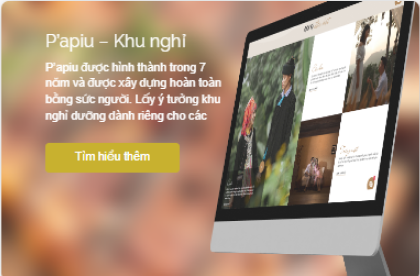 P'apiu – Khu nghỉ
P'apiu được hình thành trong 7
năm và được xây dựng hoàn toàn
bằng sức người. Lấy ý tưởng khu
nghỉ dưỡng dành riêng cho các
Tìm hiểu thêm